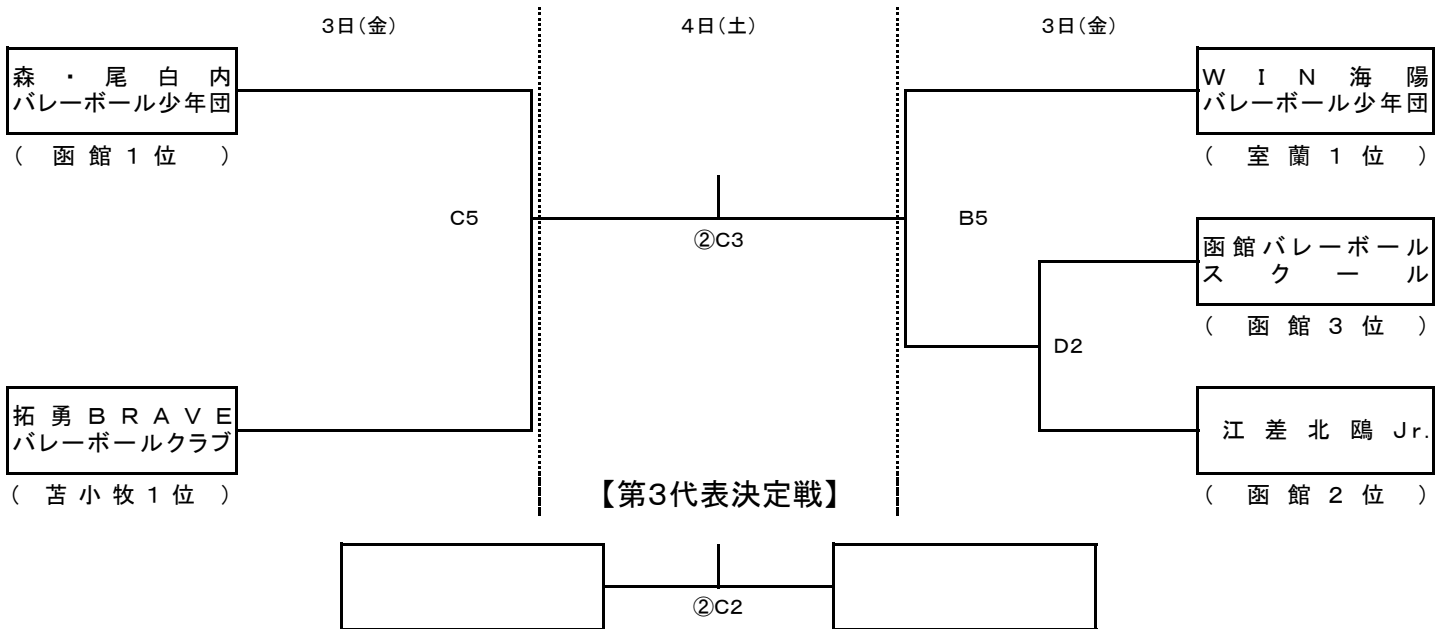 3日(金)
4日(土)
3日(金)
森・尾白内
バレーボール少年団
(函館1位)
WIN海陽
バレーボール少年団
(室蘭1位)
C5
②C3
B5
函館バレーボール
スクール
(函館3位)
D2
拓勇BRAVE
バレーボールクラブ
(苫小牧1位)
江差北鴎Jr.
(函館2位)
【第3代表決定戦】
②C2